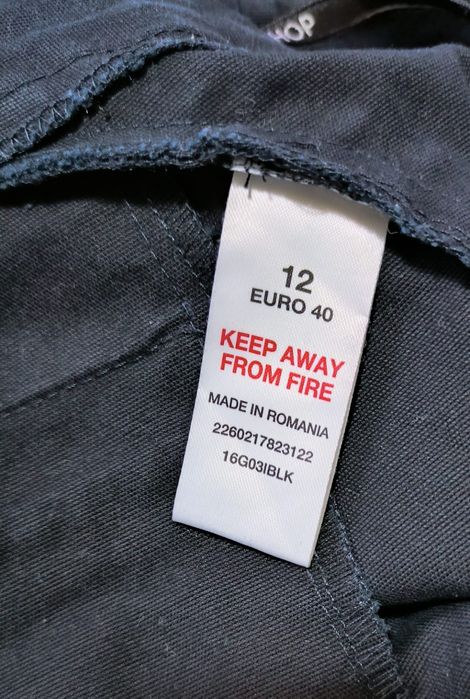 HOP
12
EURO 40
KEEP AWAY
FROM FIRE
MADE IN ROMANIA
2260217823122
16G03IBLK